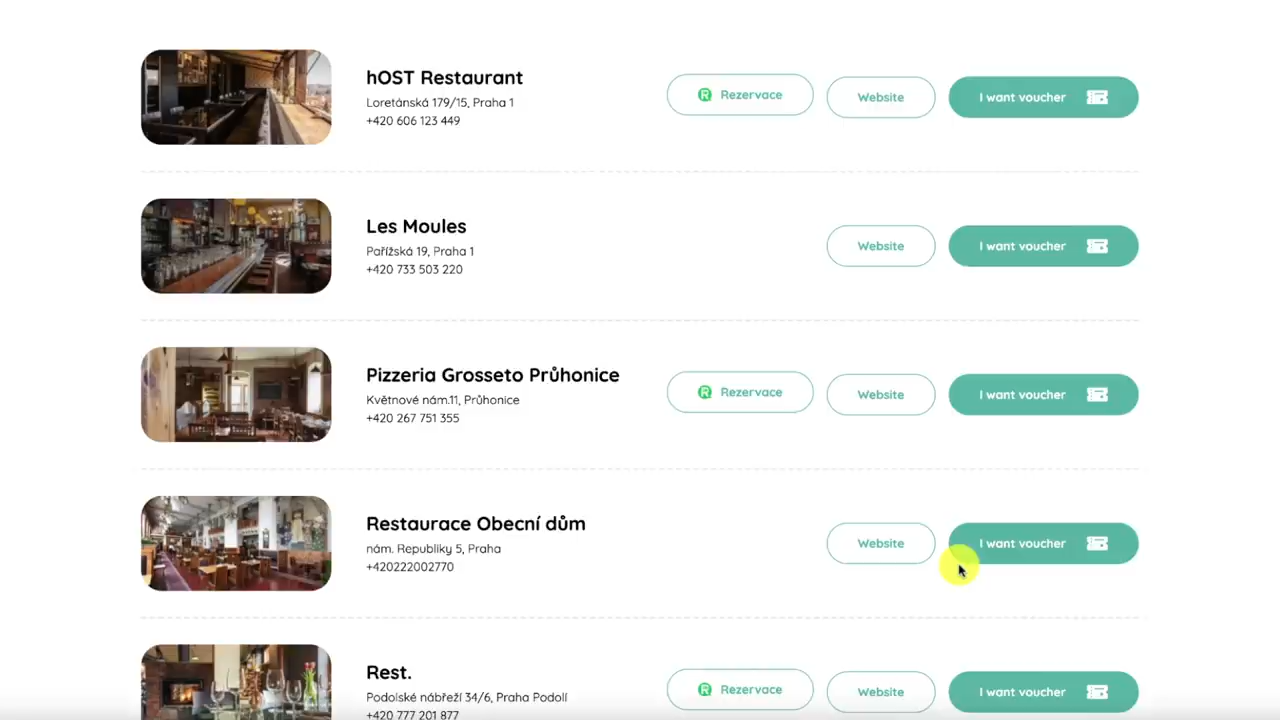 hOST Restaurant
Loretánská 179/15, Praha 1
+420 606 123 449
R Rezervace
Website
I want voucher
Les Moules
Pařížská 19, Praha 1
+420 733 503 220
Website
I want voucher
Pizzeria Grosseto Průhonice
Květnové nám.11, Průhonice
+420 267 751 355
R Rezervace
Website
I want voucher
Restaurace Obecní dům
nám. Republiky 5, Praha
+420222002770
Website
I want voucher
Rest.
Podolské nábřeží 34/6, Praha Podolí
+420 777 201 877
R Rezervace
Website
I want voucher